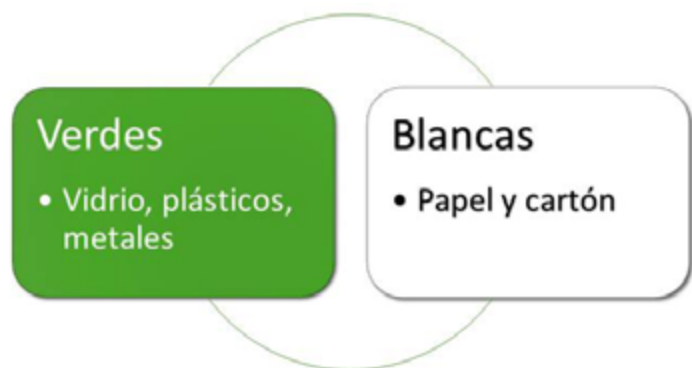 Verdes
• Vidrio, plásticos,
metales
Blancas
• Papel y cartón